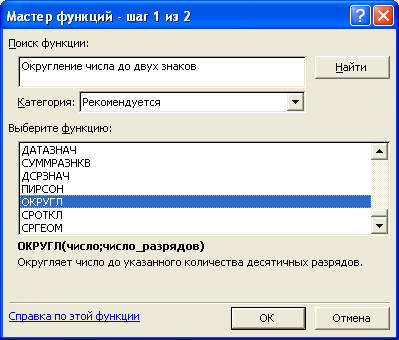 Мастер функций - шаг 1 из 2
Поиск функции:
Округление числа до двух знаков
Найти
Категория: Рекомендуется
Выберите функцию:
ДАТАЗНАЧ
СУММРАЗНКВ
ДСРЗНАЧ
ПИРСОН
ОКРУГЛ
СРОТКЛ
СРГЕОМ
ОКРУГЛ(число;число_разрядов)
Округляет число до указанного количества десятичных разрядов.
Справка по этой функции
ОК
Отмена